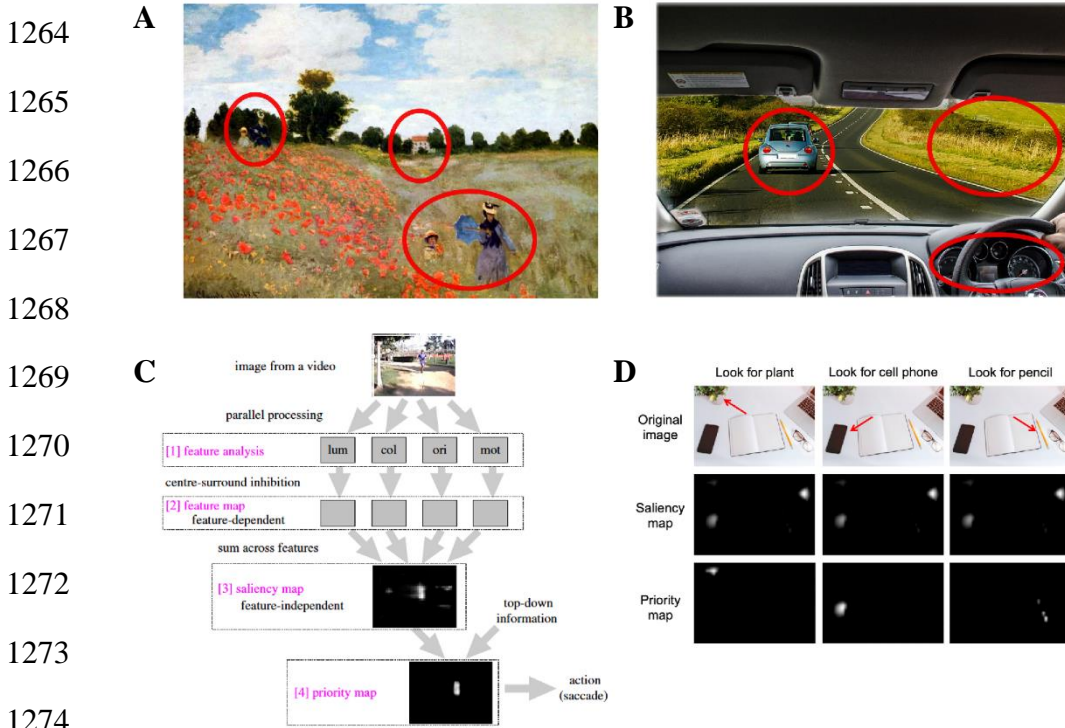 1264
1265
1266
1267
1268
1269
1270
1271
1272
1273
1274
A
B
C
image from a video
parallel processing
[1] feature analysis
lum col ori mot
centre-surround inhibition
[2] feature map
feature-dependent
sum across features
[3] saliency map
feature-independent
top-down
information
[4] priority map
action
(saccade)
D
Look for plant Look for cell phone Look for pencil
Original
image
Saliency
map
Priority
map